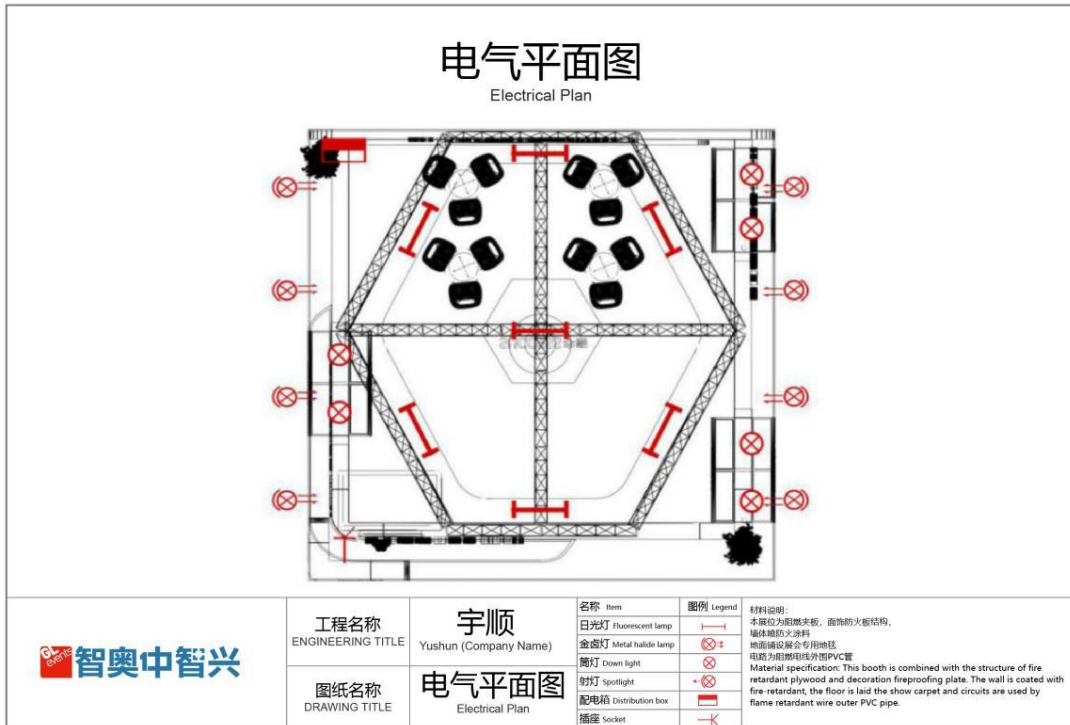 电气平面图
Electrical Plan
GL
events
智奥中智兴
工程名称
ENGINEERING TITLE
宇顺
Yushun (Company Name)
图纸名称
DRAWING TITLE
电气平面图
Electrical Plan
名称 Item
图例 Legend
日光灯 Fluorescent lamp
金卤灯 Metal halide lamp
筒灯 Down light
射灯 Spotlight
配电箱 Distribution box
插座 Socket
材料说明：
本展位为阻燃夹板，面饰防火板结构，
墙体喷防火涂料
地面铺设展会专用地毯
电路为阻燃电线外围PVC管
Material specification: This booth is combined with the structure of fire
retardant plywood and decoration fireproofing plate. The wall is coated with
fire-retardant, the floor is laid the show carpet and circuits are used by
flame retardant wire outer PVC pipe.